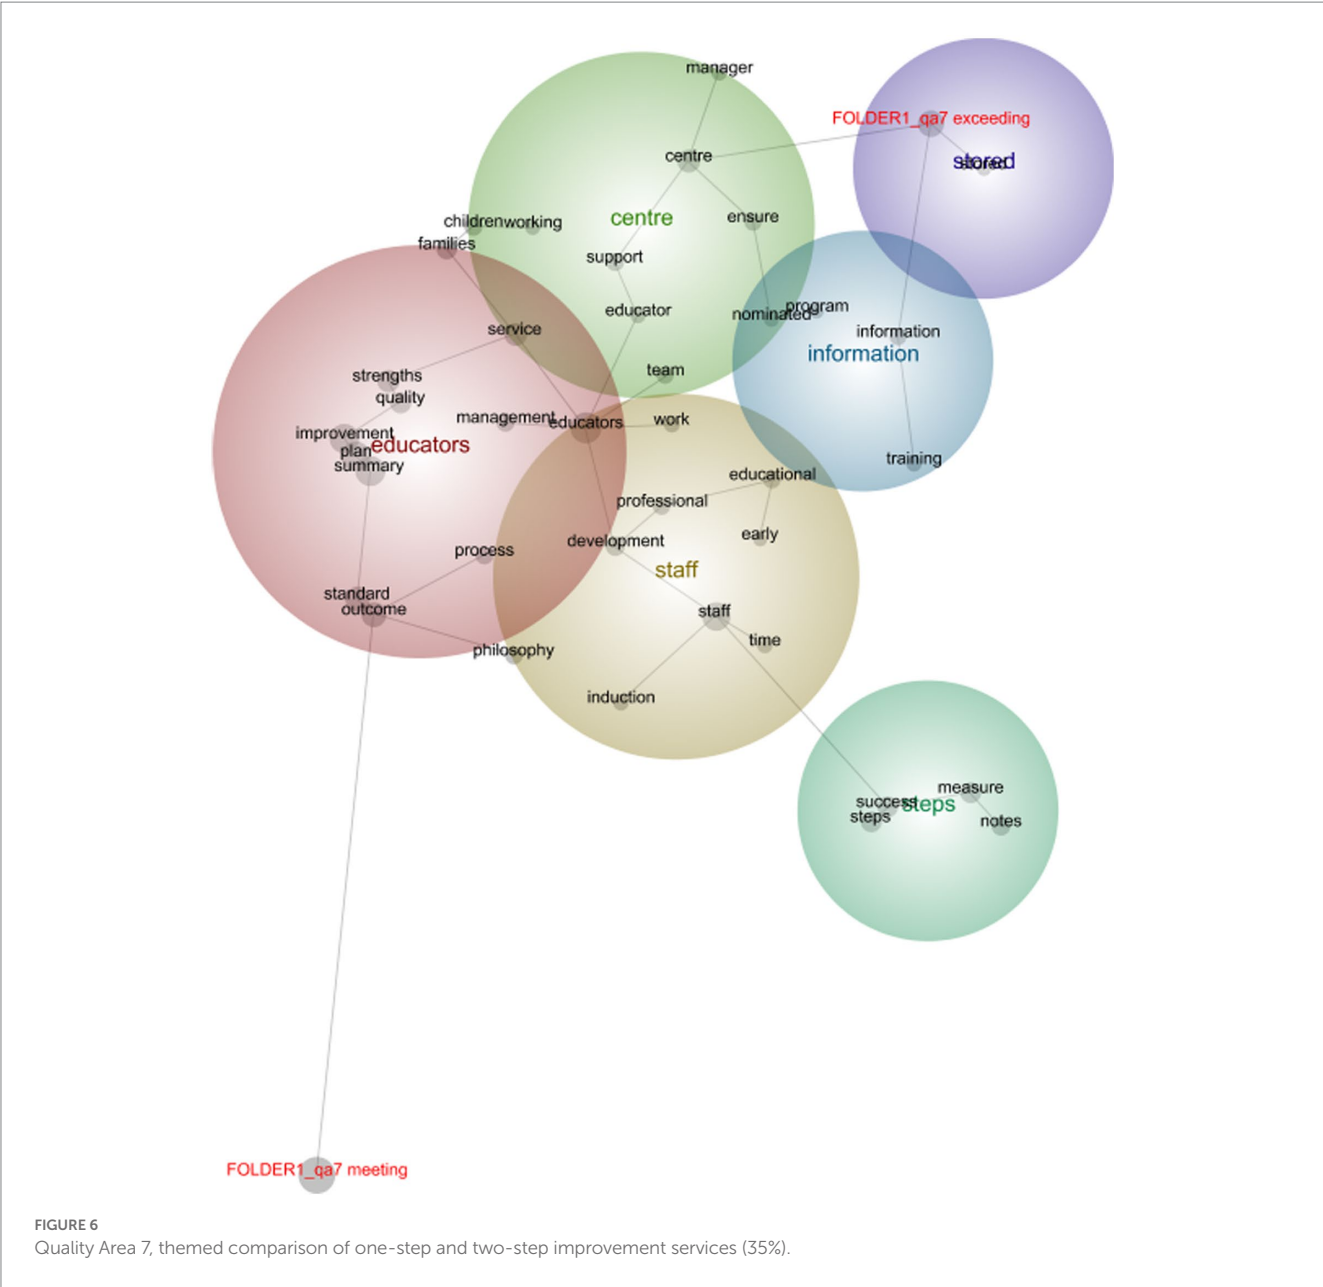 manager
FOLDER1_qa7 exceeding
centre
stored
stored
centre
ensure
children
working
families
support
educator
program
nominated
information
service
information
team
strengths
quality
management
educators
work
improvement
educators
plan
summary
training
educational
professional
early
development
process
staff
standard
outcome
staff
time
philosophy
induction
measure
success
steps
steps
notes
FOLDER1_qa7 meeting
FIGURE 6
Quality Area 7, themed comparison of one-step and two-step improvement services (35%).